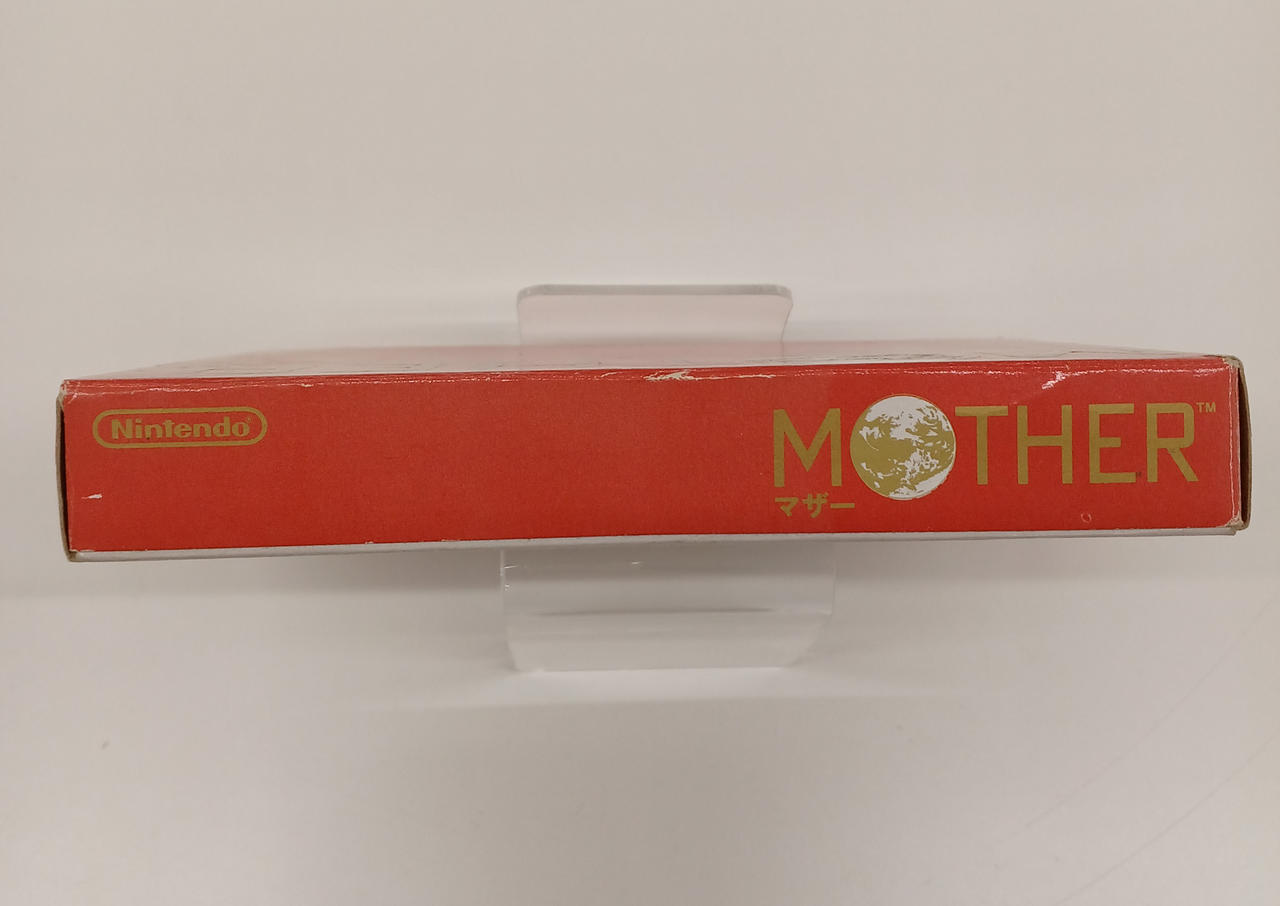 Nintendo®
MOTHER™
マザー